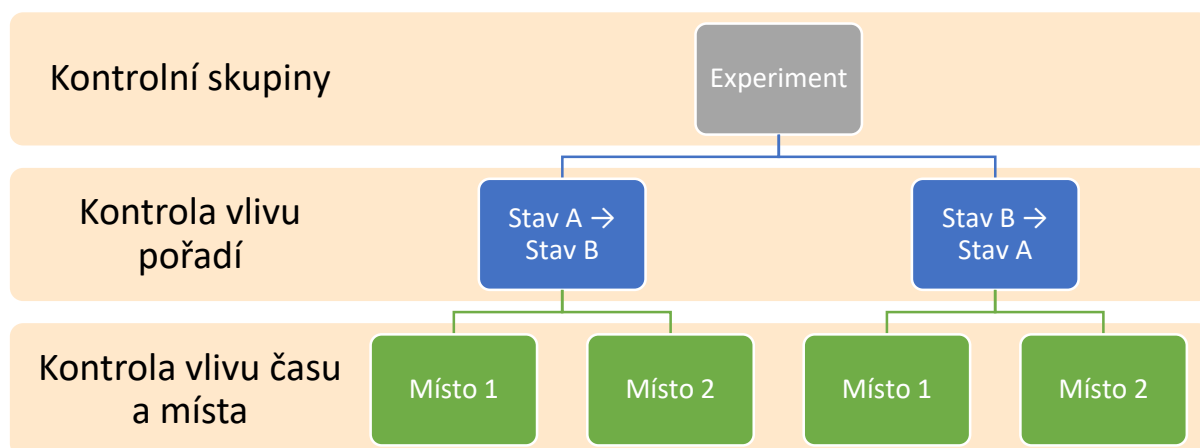 Kontrolní skupiny
Experiment
Kontrola vlivu
pořadí
Stav A →
Stav B
Stav B →
Stav A
Kontrola vlivu času
a místa
Místo 1
Místo 2
Místo 1
Místo 2